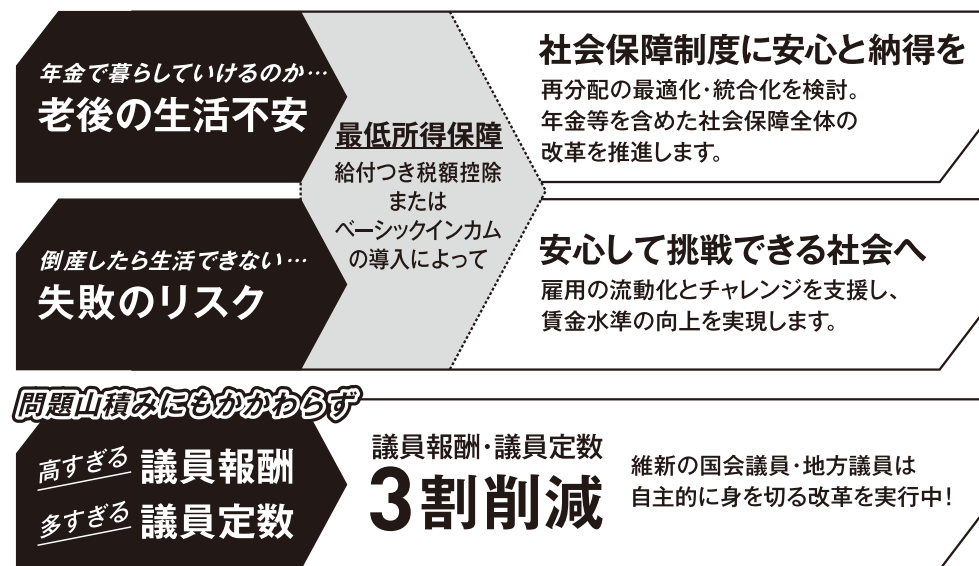 年金で暮らしていけるのか…
老後の生活不安
最低所得保障
給付つき税額控除
または
ベーシックインカム
の導入によって
社会保障制度に安心と納得を
再分配の最適化・統合化を検討。
年金等を含めた社会保障全体の
改革を推進します。
倒産したら生活できない…
失敗のリスク
安心して挑戦できる社会へ
雇用の流動化とチャレンジを支援し、
賃金水準の向上を実現します。
問題山積みにもかかわらず
高すぎる 議員報酬
多すぎる 議員定数
議員報酬・議員定数
3割削減
維新の国会議員・地方議員は
自主的に身を切る改革を実行中!